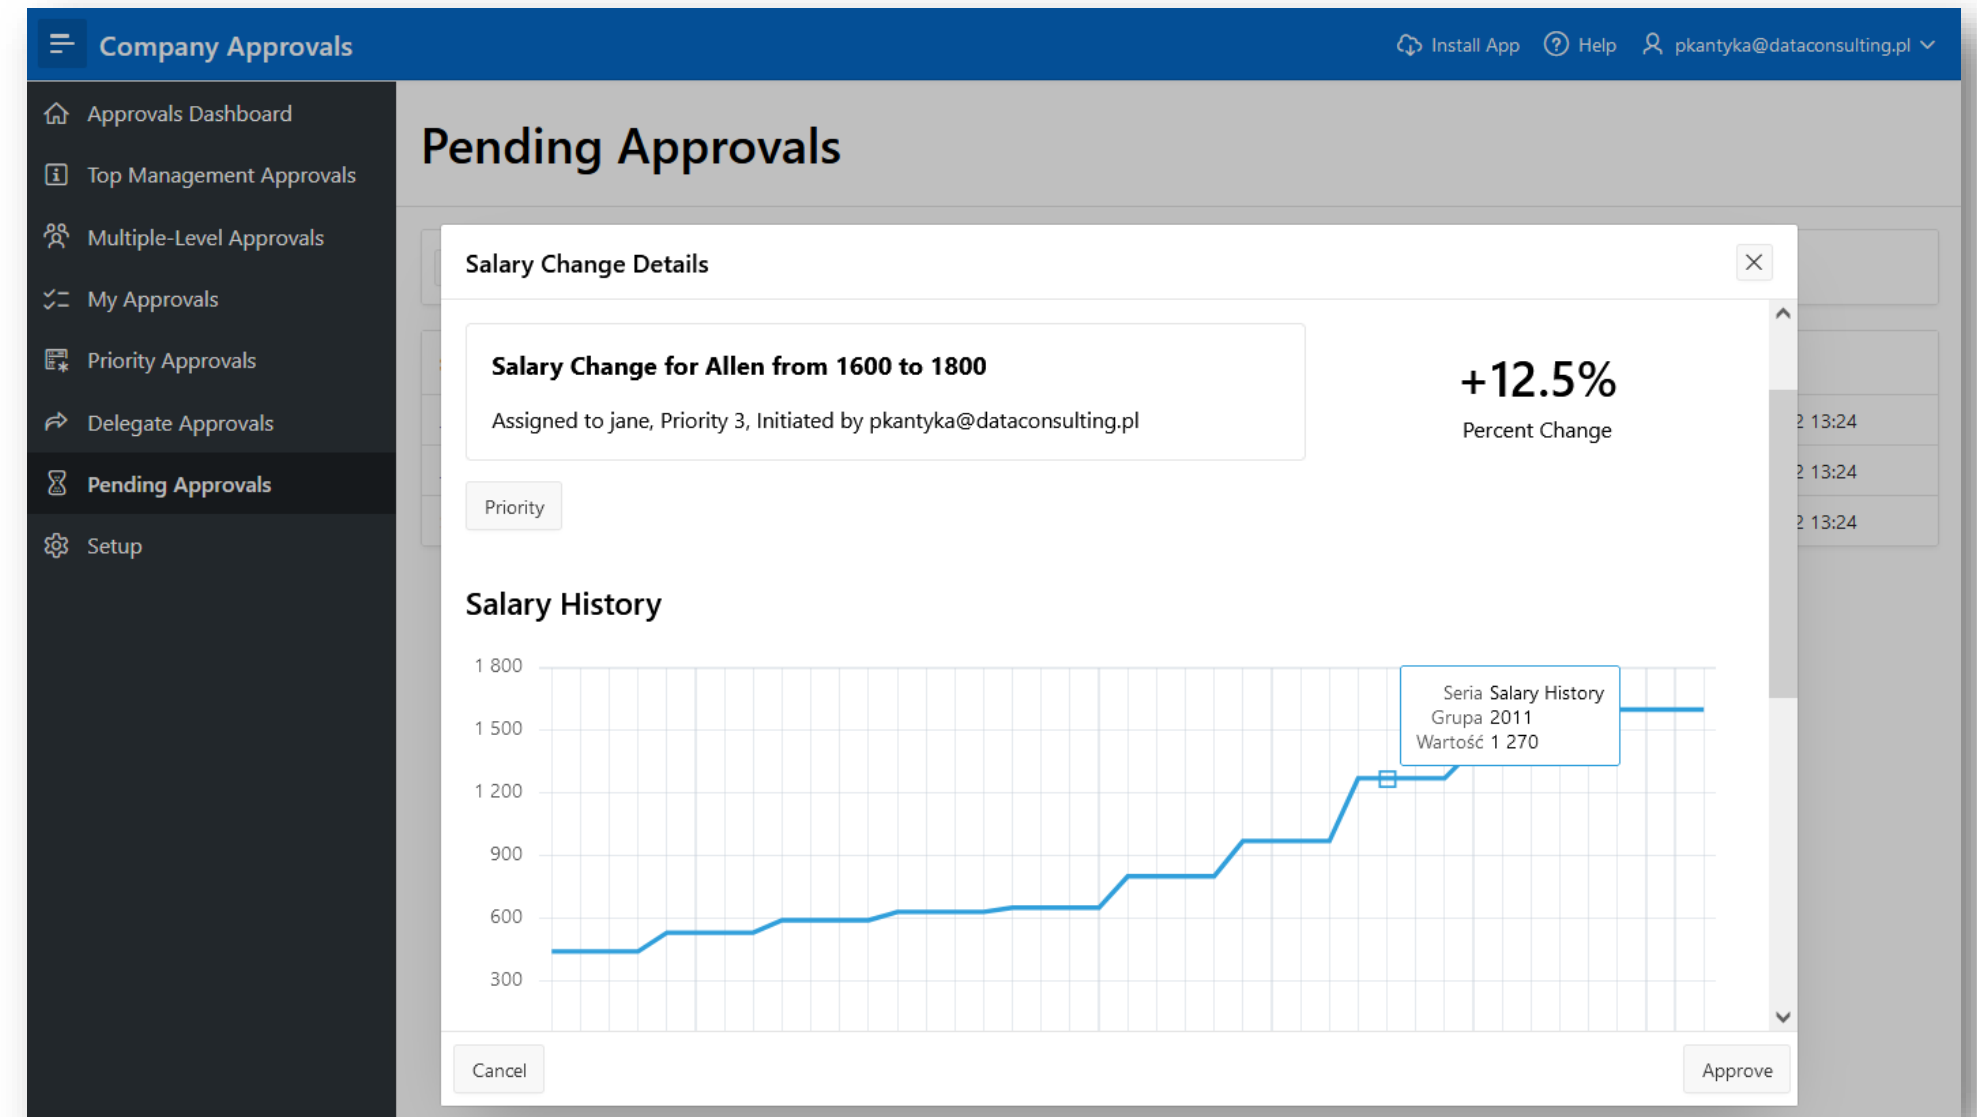 Company Approvals
Install App
Help
pkantyka@dataconsulting.pl
Approvals Dashboard
Top Management Approvals
Multiple-Level Approvals
My Approvals
Priority Approvals
Delegate Approvals
Pending Approvals
Setup
Pending Approvals
Salary Change Details
Salary Change for Allen from 1600 to 1800
Assigned to jane, Priority 3, Initiated by pkantyka@dataconsulting.pl
+12.5%
Percent Change
Priority
Salary History
1 800
1 500
1 200
900
600
300
Seria Salary History
Grupa 2011
Wartość 1 270
Cancel
Approve
2 13:24
2 13:24
2 13:24